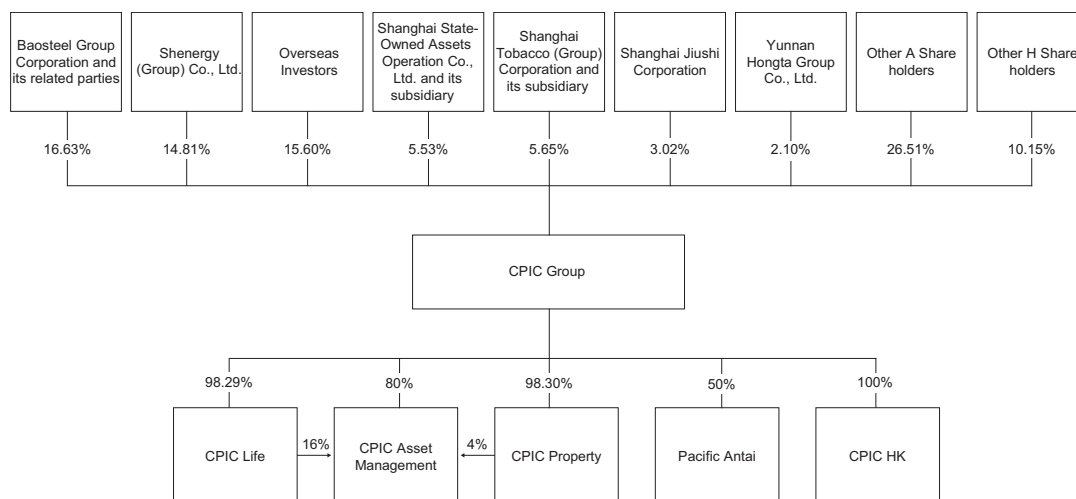 Baosteel Group
Corporation and
its related parties
Shenergy
(Group) Co., Ltd.
Overseas
Investors
Shanghai State-
Owned Assets
Operation Co.,
Ltd. and its
subsidiary
Shanghai
Tobacco (Group)
Corporation and
its subsidiary
Shanghai Jiushi
Corporation
Yunnan
Hongta Group
Co., Ltd.
Other A Share
holders
Other H Share
holders
16.63%
14.81%
15.60%
5.53%
5.65%
3.02%
2.10%
26.51%
10.15%
CPIC Group
98.29%
80%
98.30%
50%
100%
CPIC Life
16%
CPIC Asset
Management
4%
CPIC Property
Pacific Antai
CPIC HK